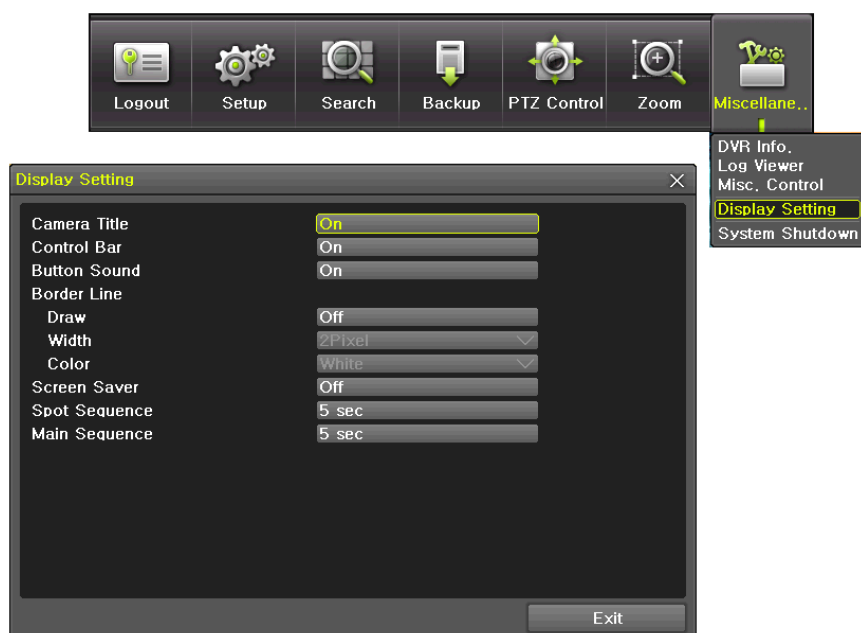 Logout Setup Search Backup PTZ Control Zoom Miscellane..
DVR Info.
Log Viewer
Misc. Control
Display Setting
System Shutdown
Display Setting
Camera Title On
Control Bar On
Button Sound On
Border Line
Draw Off
Width 2Pixel
Color White
Screen Saver Off
Spot Sequence 5 sec
Main Sequence 5 sec
Exit